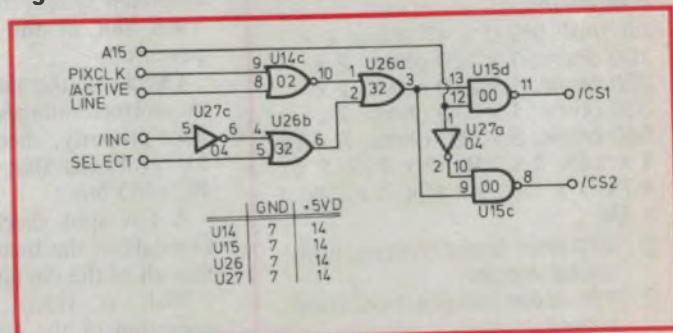 A15
PIXCLK
/ACTIVE
LINE
/INC
SELECT
9
8
U14c
02
10
1
2
U26a
32
3
13
12
U15d
00
11
/CS1
U27c
5
04
6
4
5
U26b
32
6
1
U27a
04
2
10
9
00
8
/CS2
U15c
GND +5VD
U14 7 14
U15 7 14
U26 7 14
U27 7 14